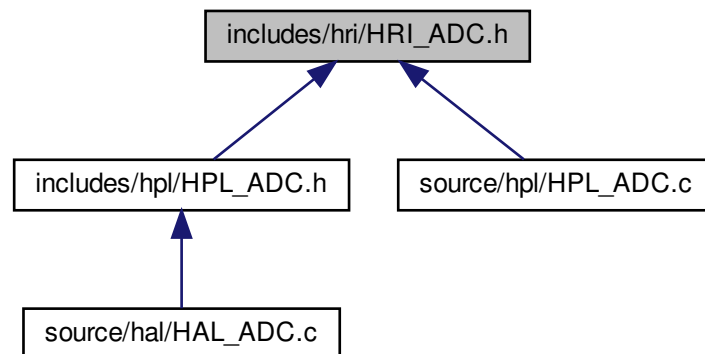 includes/hri/HRI_ADC.h
includes/hpl/HPL_ADC.h
source/hpl/HPL_ADC.c
source/hal/HAL_ADC.c